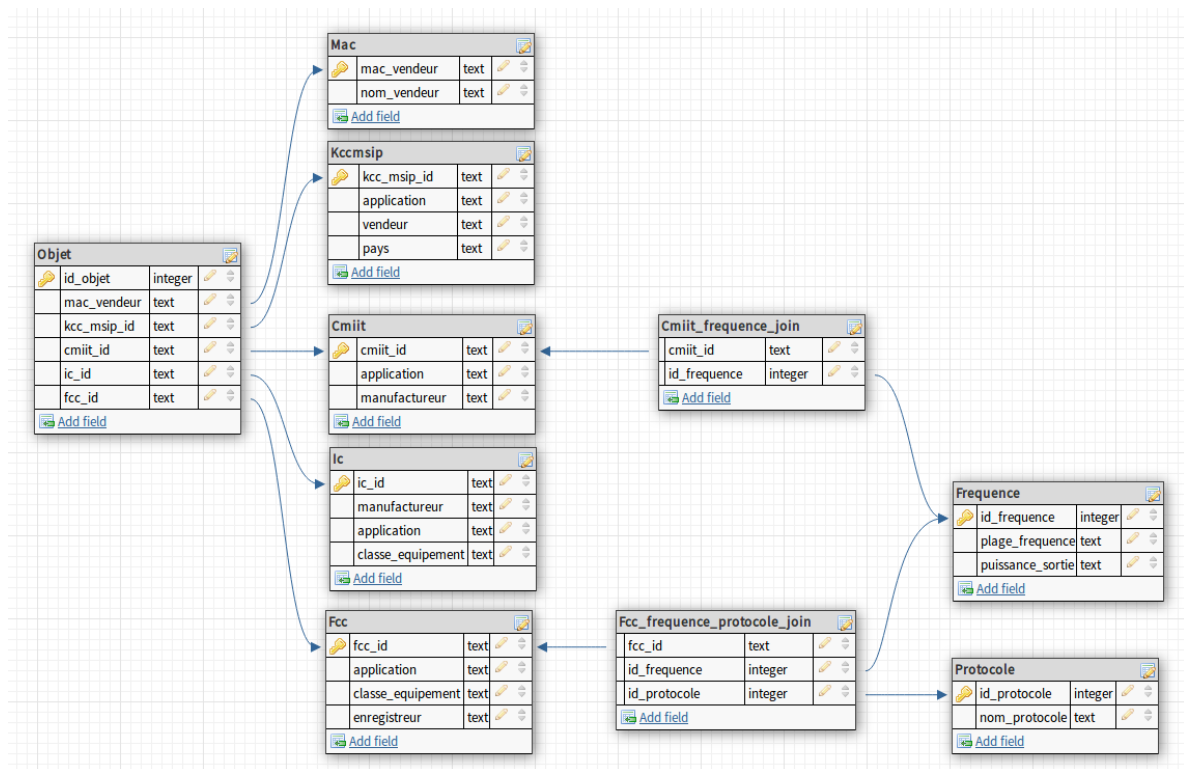 Mac
mac_vendeur text
nom_vendeur text
Add field
Kccmsip
kcc_msip_id text
application text
vendeur text
pays text
Add field
Objet
id_objet integer
mac_vendeur text
kcc_msip_id text
cmiit_id text
ic_id text
fcc_id text
Add field
Cmiit
cmiit_id text
application text
manufactureur text
Add field
Cmiit_frequence_join
cmiit_id text
id_frequence integer
Add field
Ic
ic_id text
manufactureur text
application text
classe_equipement text
Add field
Frequence
id_frequence integer
plage_frequence text
puissance_sortie text
Add field
Fcc
fcc_id text
application text
classe_equipement text
enregistreur text
Add field
Fcc_frequence_protocole_join
fcc_id text
id_frequence integer
id_protocole integer
Add field
Protocole
id_protocole integer
nom_protocole text
Add field